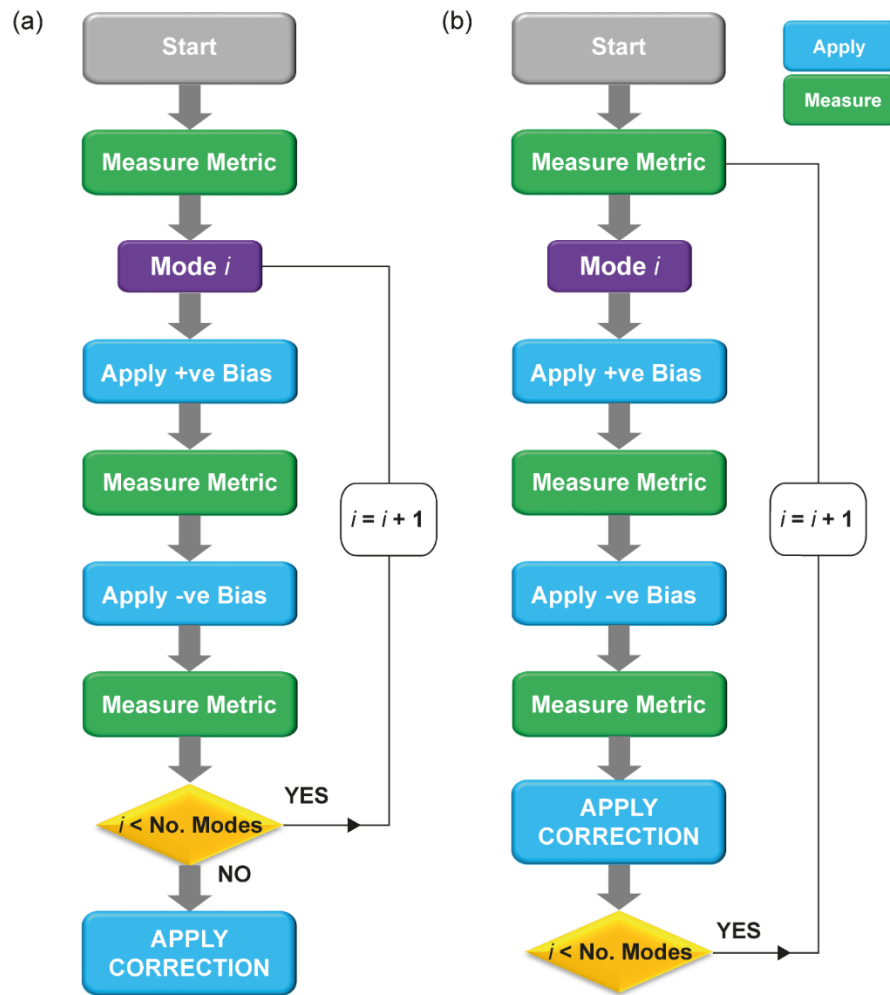 (a)
Start
Measure Metric
Mode i
Apply +ve Bias
Measure Metric
i = i + 1
Apply -ve Bias
Measure Metric
YES
i < No. Modes
NO
APPLY
CORRECTION
(b)
Start
Measure Metric
Mode i
Apply +ve Bias
Measure Metric
i = i + 1
Apply -ve Bias
Measure Metric
APPLY
CORRECTION
YES
i < No. Modes
Apply
Measure